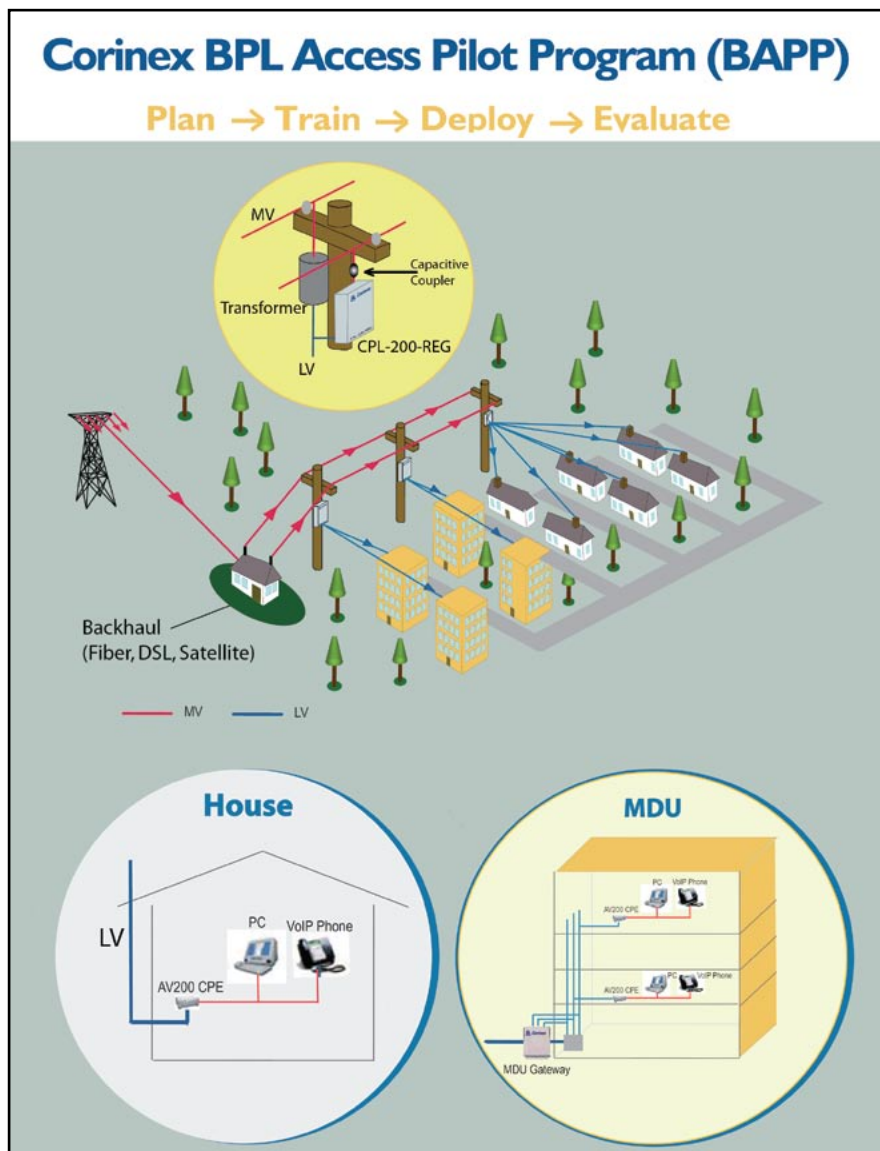 Corinex BPL Access Pilot Program (BAPP)
Plan → Train → Deploy → Evaluate
MV
Capacitive
Coupler
Transformer
CPL-200-REG
LV
Backhaul
(Fiber, DSL, Satellite)
MV
LV
House
LV
PC
VoIP Phone
AV200 CPE
MDU
PC
VoIP Phone
AV200 CPE
PC
VoIP Phone
AV200 CPE
MDU Gateway